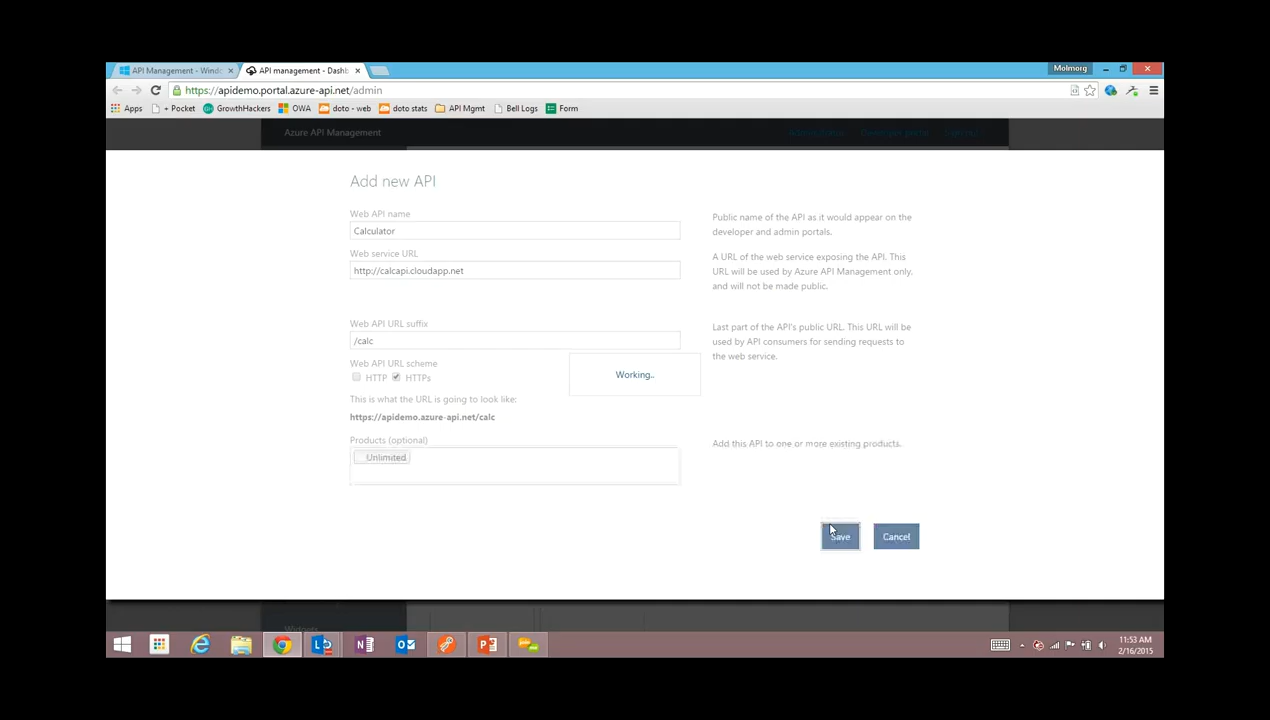 API Management - Windo
API management - Dashb
Molmorg
https://apidemo.portal.azure-api.net/admin
Apps + Pocket GrowthHackers OWA doto - web doto stats API Mgmt Bell Logs Form
Azure API Management
Add new API
Web API name
Calculator
Public name of the API as it would appear on the
developer and admin portals.
Web service URL
http://calcapi.cloudapp.net
A URL of the web service exposing the API. This
URL will be used by Azure API Management only,
and will not be made public.
Web API URL suffix
/calc
Last part of the API's public URL. This URL will be
used by API consumers for sending requests to
the web service.
Web API URL scheme
HTTP HTTPs
Working..
This is what the URL is going to look like:
https://apidemo.azure-api.net/calc
Products (optional)
Unlimited
Add this API to one or more existing products.
Save Cancel
Widgets
11:53 AM
2/16/2015